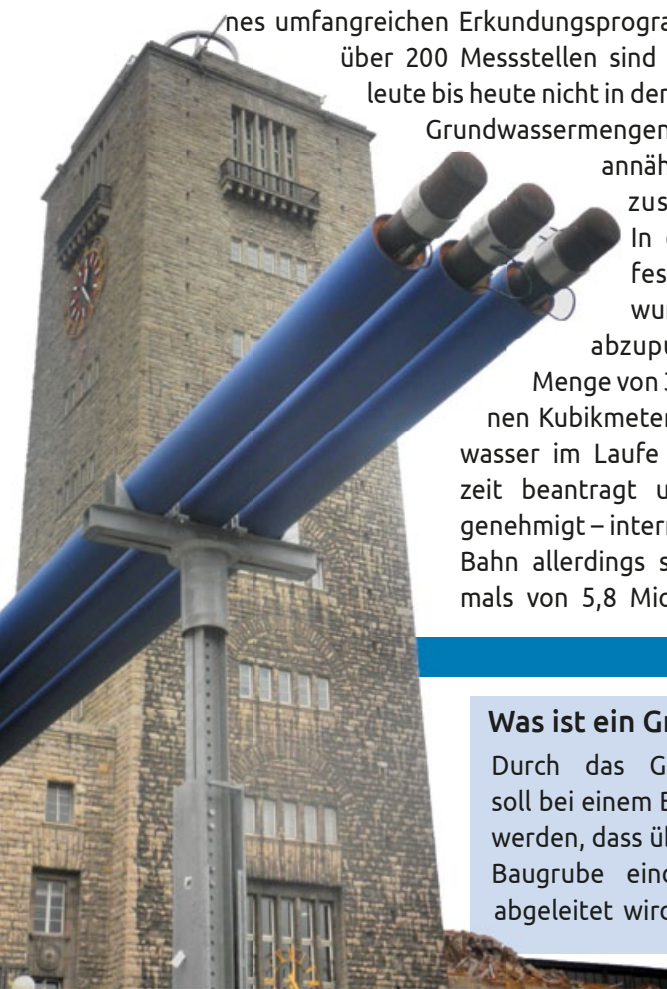 nes umfangreichen Erkundungsprogra
über 200 Messstellen sind
leute bis heute nicht in der
Grundwassermengen
annäh
zus
In
fes
wur
abzupu
Menge von 3
nen Kubikmeter
wasser im Laufe
zeit beantragt u
genehmigt – intern
Bahn allerdings s
mals von 5,8 Mio
Was ist ein Gr
Durch das G
soll bei einem B
werden, dass üb
Baugrube eind
abgeleitet wird